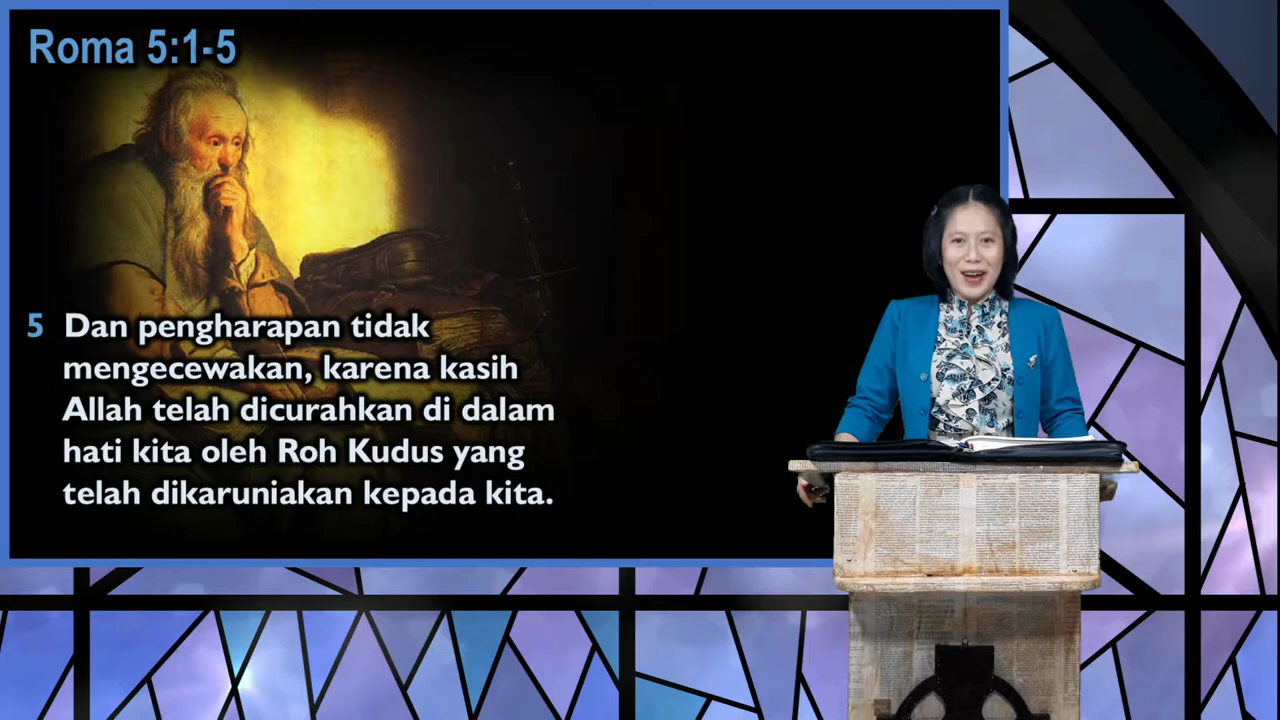 Roma 5:1-5
5 Dan pengharapan tidak
mengecewakan, karena kasih
Allah telah dicurahkan di dalam
hati kita oleh Roh Kudus yang
telah dikaruniakan kepada kita.